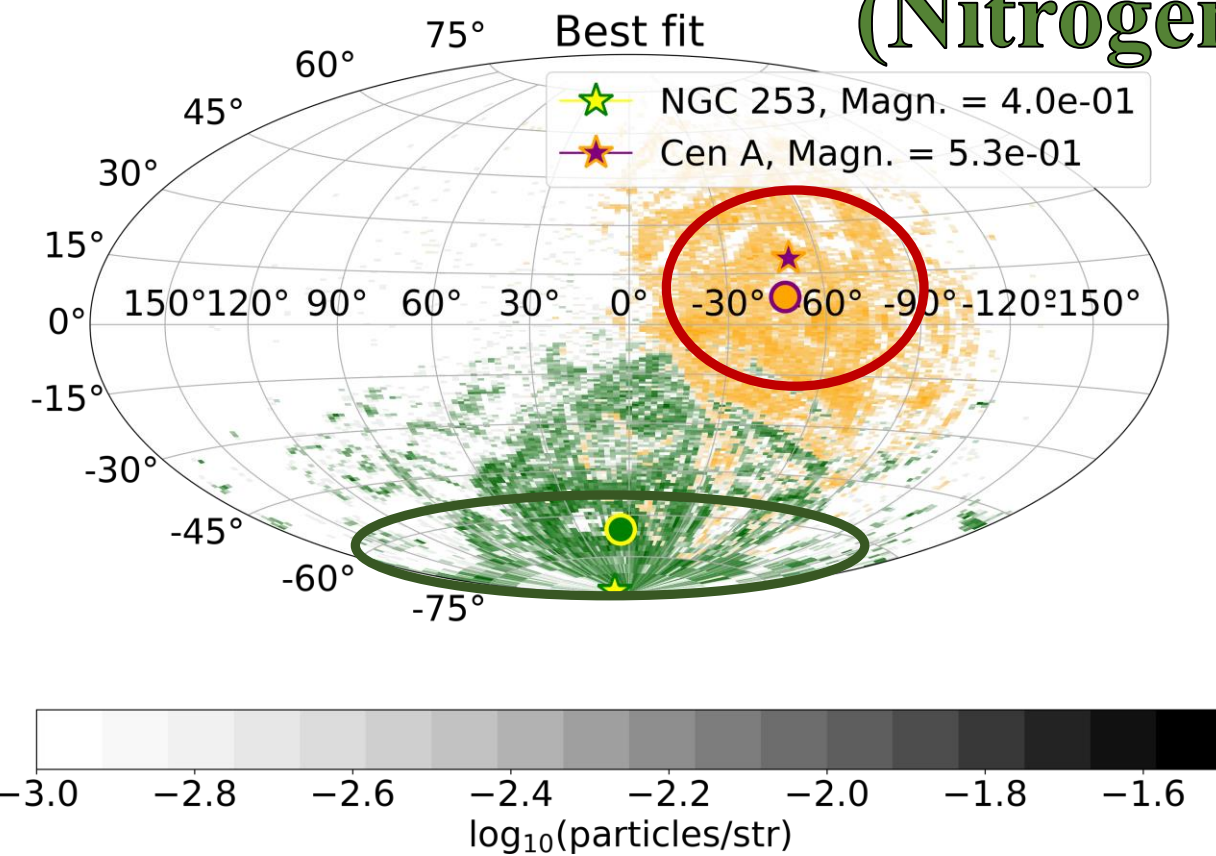 (Nitrogen
Best fit
NGC 253, Magn. = 4.0e-01
Cen A, Magn. = 5.3e-01
75°
60°
45°
30°
15°
0°
-15°
-30°
-45°
-60°
-75°
150° 120° 90° 60° 30° 0° -30° 60° -90° -120° -150°
−3.0 −2.8 −2.6 −2.4 −2.2 −2.0 −1.8 −1.6
log₁₀(particles/str)